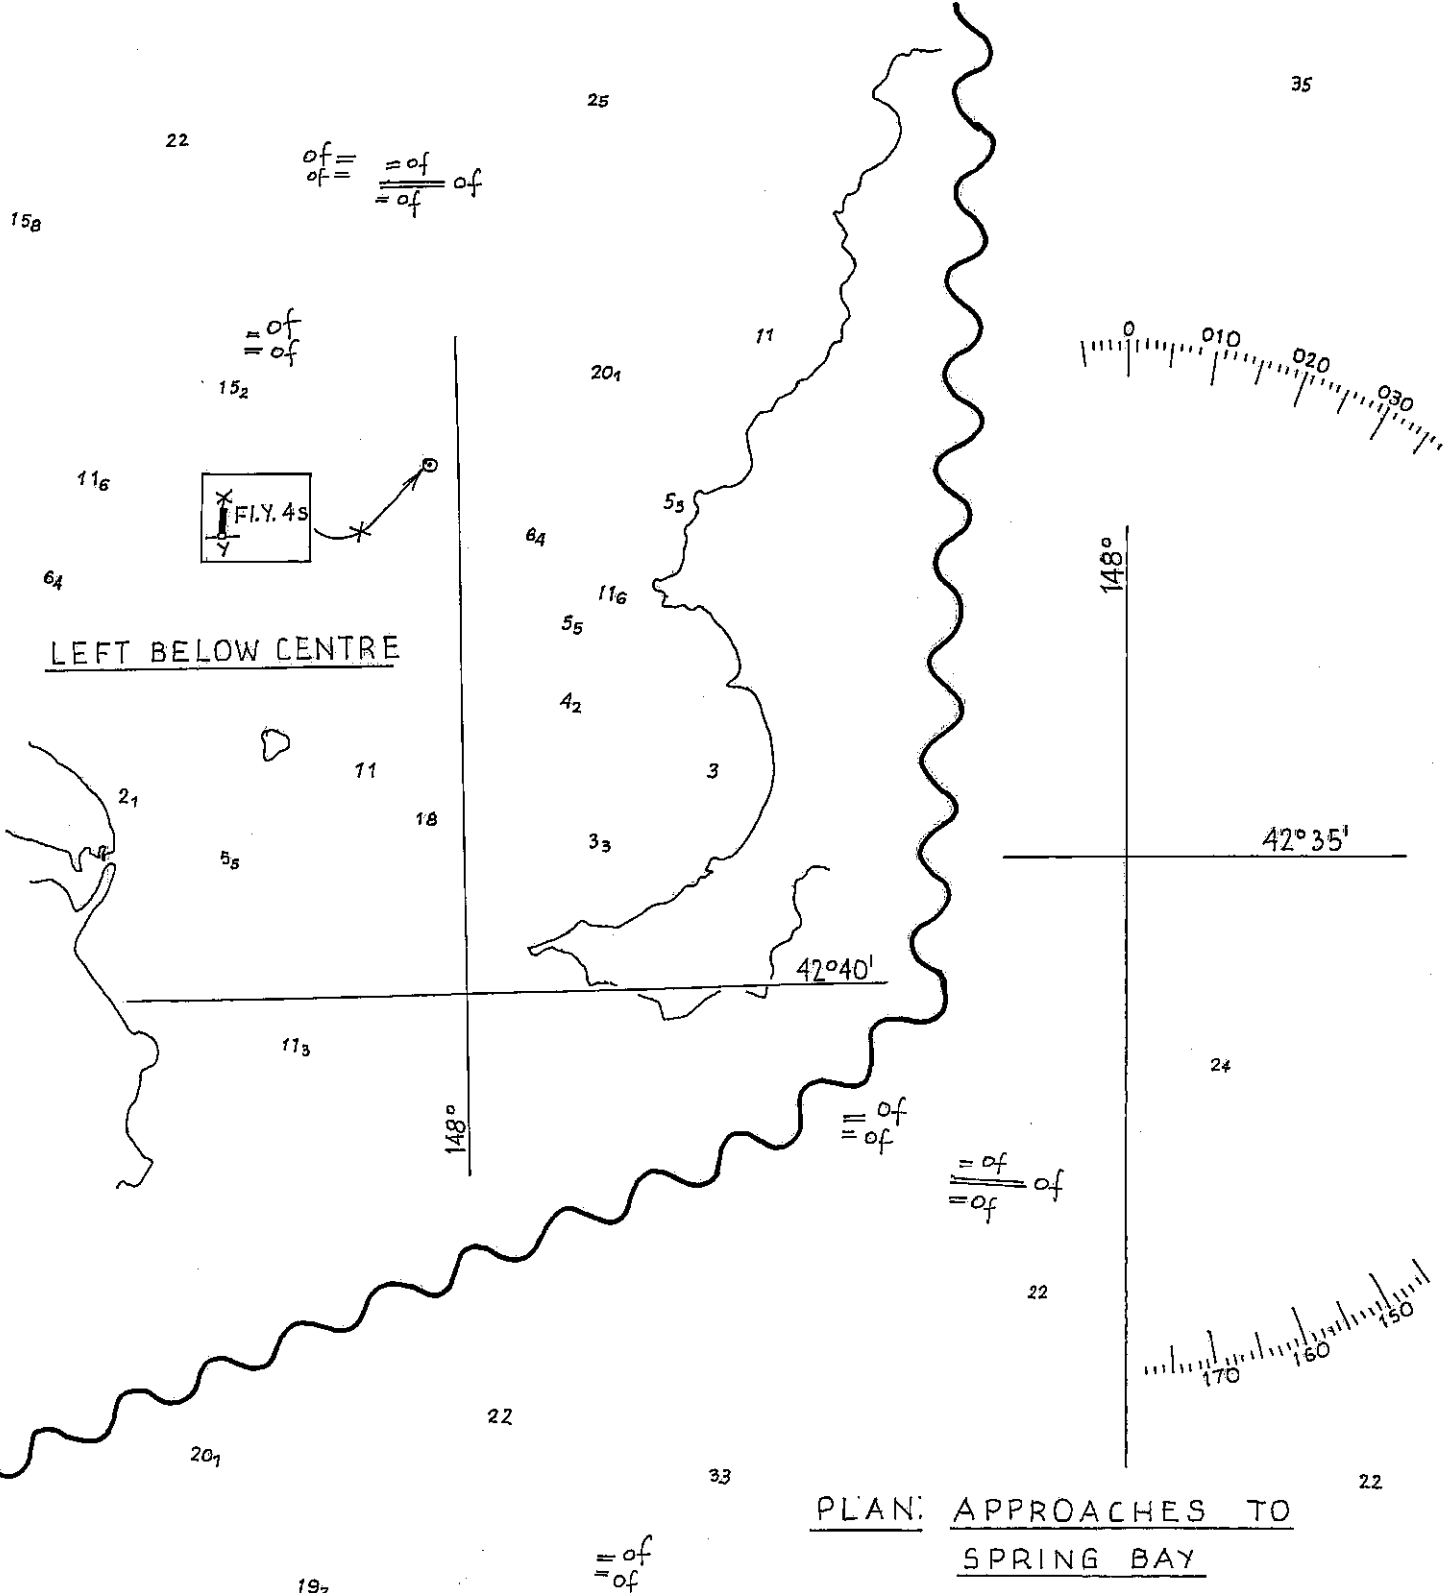 35
25
22
of = = of
of = = of of
15₈
0 010 020 030
= of
= of
11
20₁
15₂
11₆
5₅
Fl.Y. 4s
Y
6₄
148°
6₄
11₆
5₅
LEFT BELOW CENTRE
4₂
11
3
2₁
18
3₃
5₅
42° 35'
42° 40'
11₃
24
148°
= of
= of
= of
= of of
22
150
160
170
22
20₁
33
22
PLAN: APPROACHES TO
SPRING BAY
= of
= of